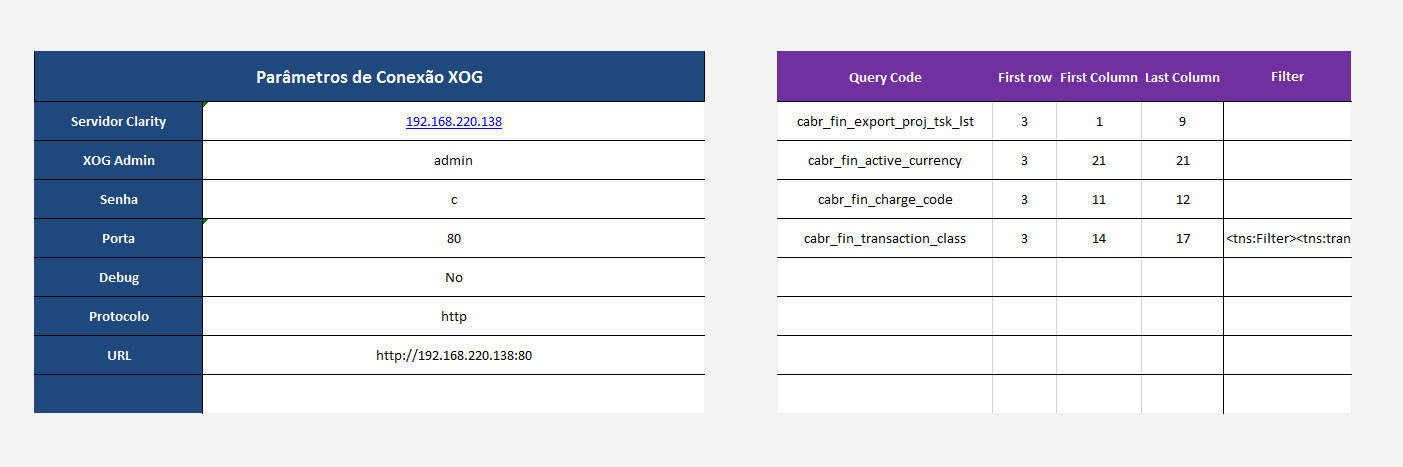 Parâmetros de Conexão XOG
Servidor Clarity 192.168.220.138
XOG Admin admin
Senha c
Porta 80
Debug No
Protocolo http
URL http://192.168.220.138:80
Query Code First row First Column Last Column Filter
cabr_fin_export_proj_tsk_lst 3 1 9
cabr_fin_active_currency 3 21 21
cabr_fin_charge_code 3 11 12
cabr_fin_transaction_class 3 14 17 <tns:Filter><tns:tran